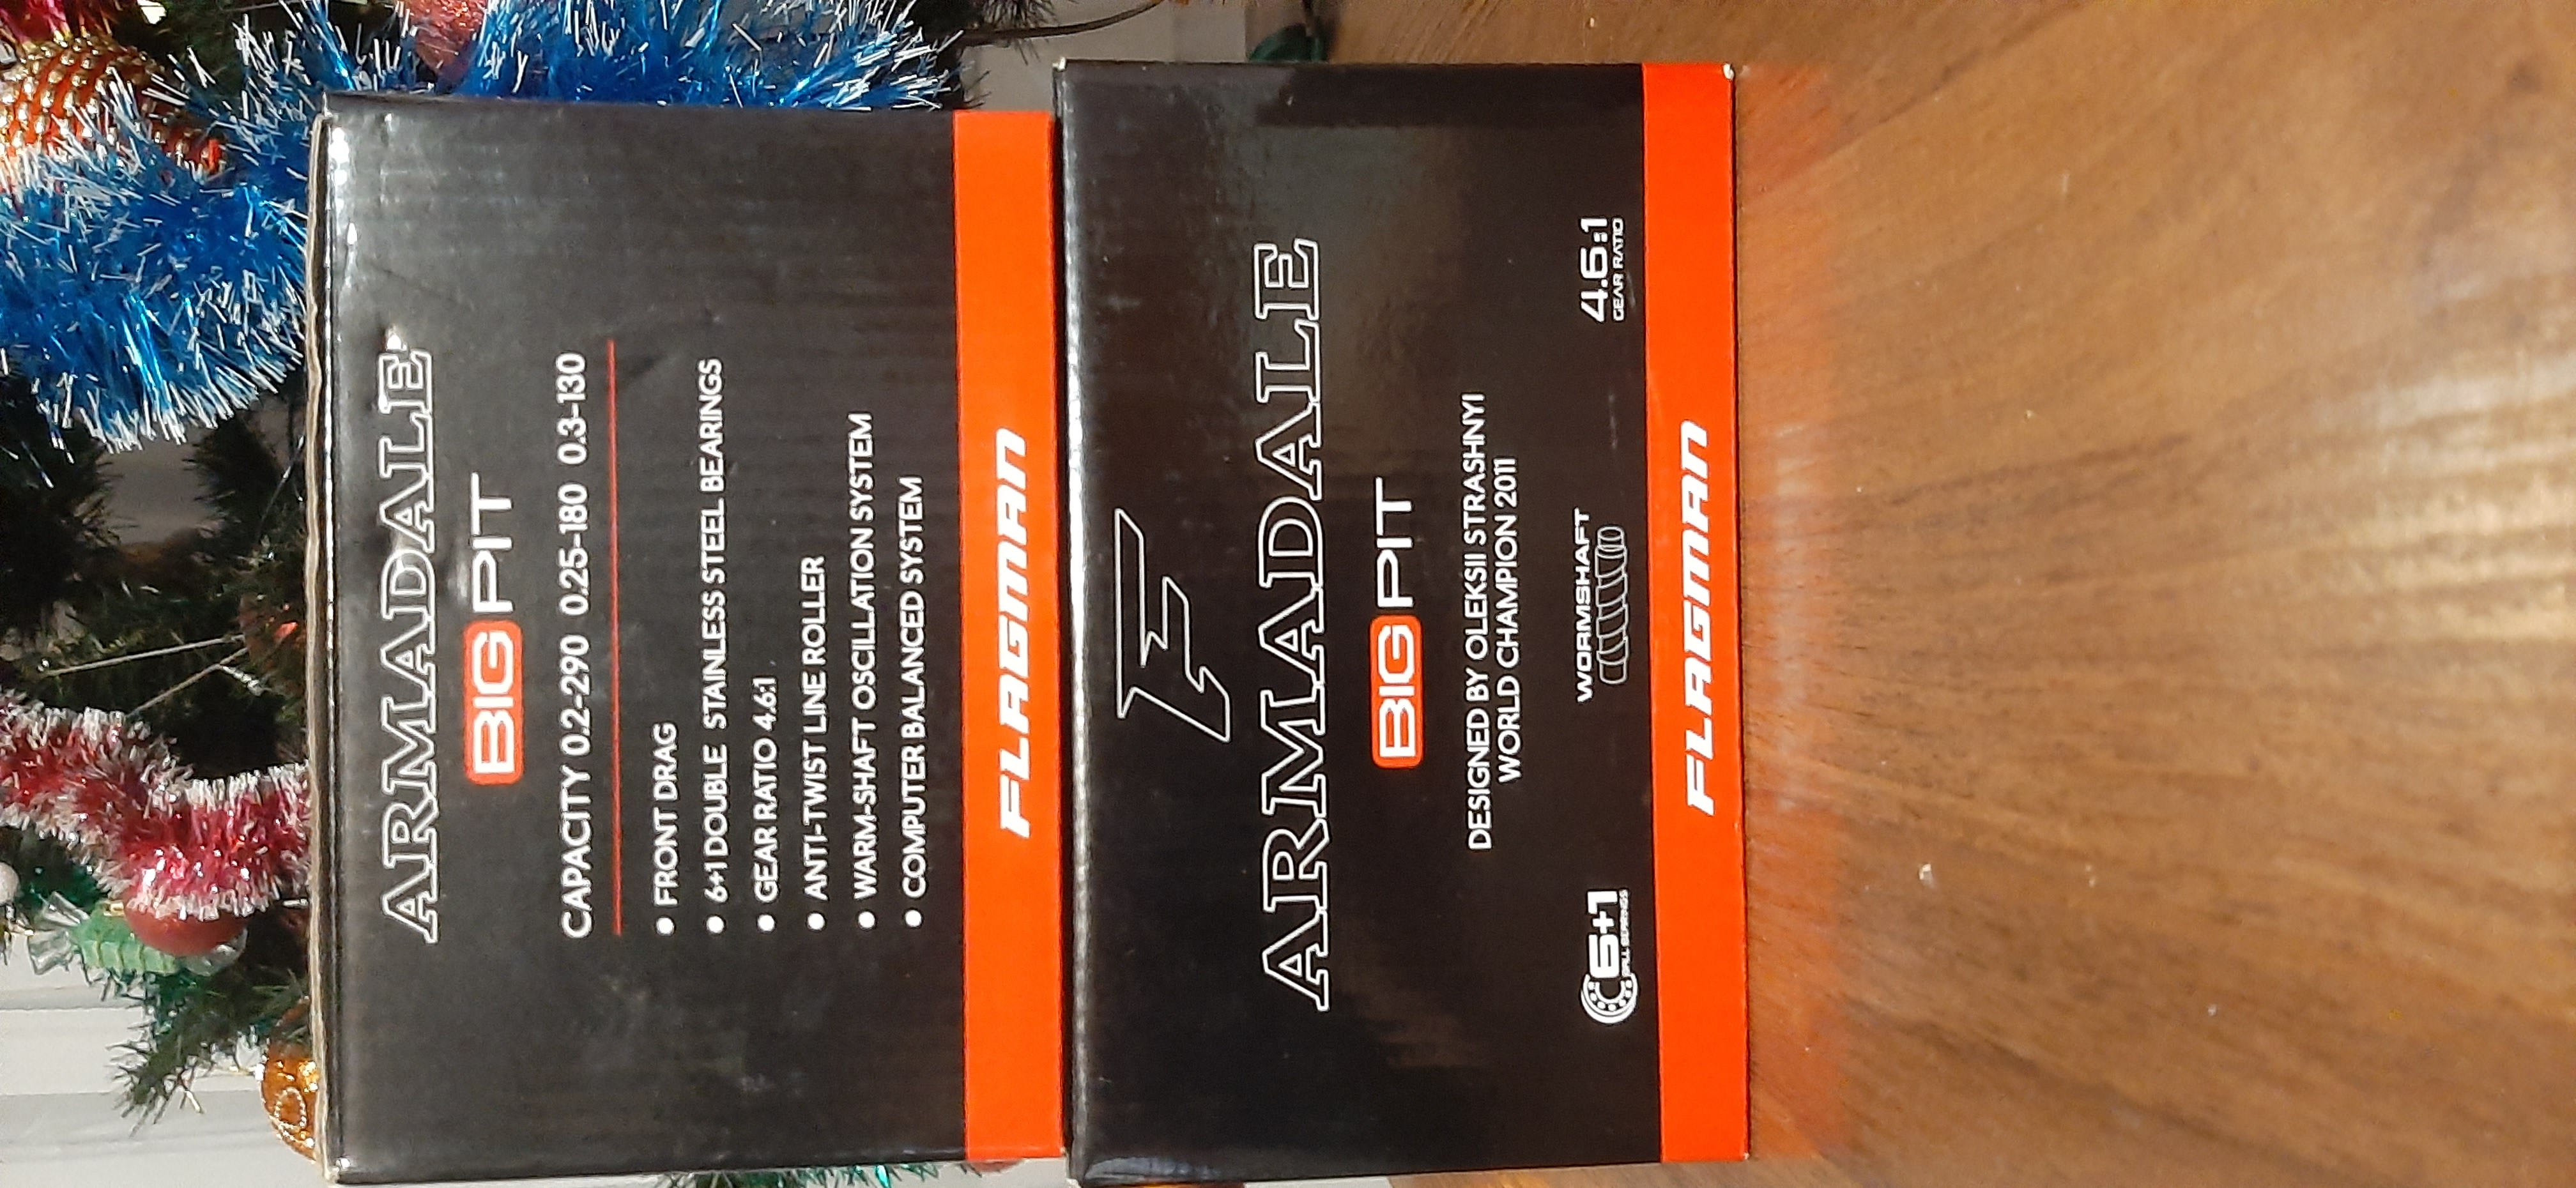 ARMADALE
BIG PIT
CAPACITY 0.2-290 0.25-180 0.3-130
• FRONT DRAG
• 6+1 DOUBLE STAINLESS STEEL BEARINGS
• GEAR RATIO 4.6:1
• ANTI-TWIST LINE ROLLER
• WARM-SHAFT OSCILLATION SYSTEM
• COMPUTER BALANCED SYSTEM
FLAGMAN
F
ARMADALE
BIG PIT
DESIGNED BY OLEKSII STRASHNYI
WORLD CHAMPION 2011
6+1
BALL BEARINGS
WORMSHAFT
4.6:1
GEAR RATIO
FLAGMAN